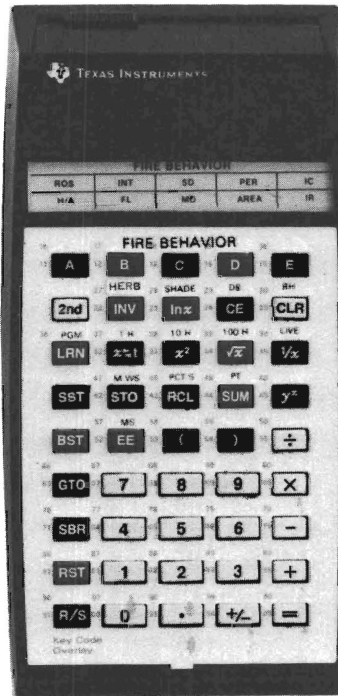 TEXAS INSTRUMENTS
FIRE BEHAVIOR
ROS INT SD PER IC
H/A FL MD AREA IR
FIRE BEHAVIOR
A B C D E
HERB SHADE DB RH
2nd INV lnx CE CLR
PGM 1 H 10 H 100 H LIVE
LRN x⇄t x² √x 1/x
M WS PCT S PT
SST STO RCL SUM yˣ
MS
BST EE ( ) ÷
GTO 7 8 9 ×
SBR 4 5 6 −
RST 1 2 3 +
R/S 0 . +/− =
Key Code
Overlay